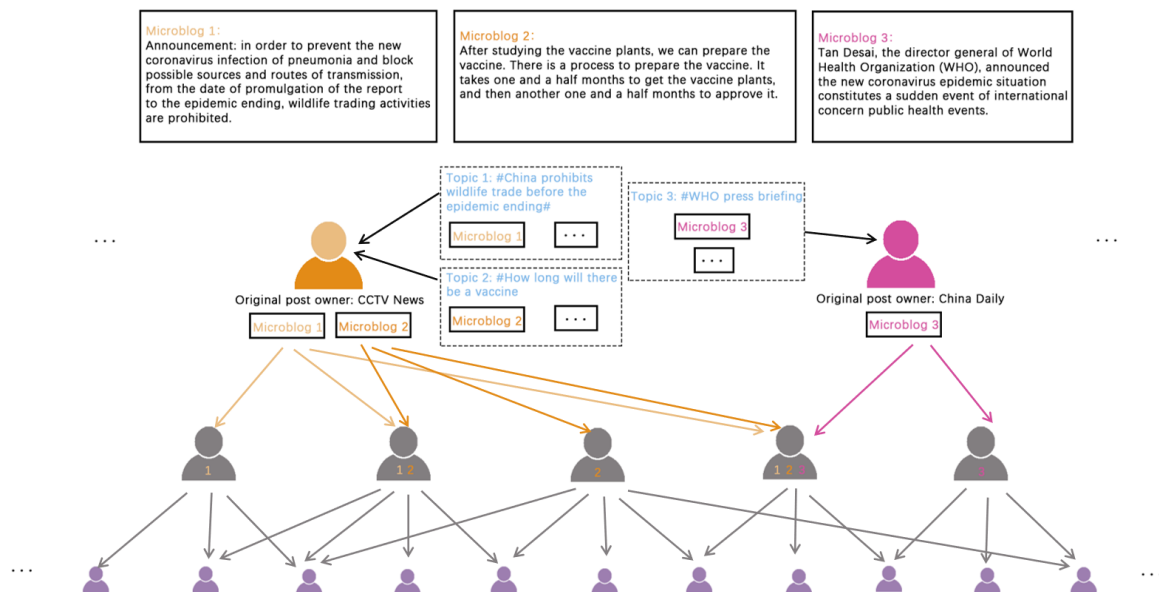 Microblog 1:
Announcement: in order to prevent the new
coronavirus infection of pneumonia and block
possible sources and routes of transmission,
from the date of promulgation of the report
to the epidemic ending, wildlife trading activities
are prohibited.
Microblog 2:
After studying the vaccine plants, we can prepare the
vaccine. There is a process to prepare the vaccine. It
takes one and a half months to get the vaccine plants,
and then another one and a half months to approve it.
Microblog 3:
Tan Desai, the director general of World
Health Organization (WHO), announced
the new coronavirus epidemic situation
constitutes a sudden event of international
concern public health events.
Topic 1: #China prohibits
wildlife trade before the
epidemic ending#
Microblog 1
...
Topic 2: #How long will there
be a vaccine
Microblog 2
...
Topic 3: #WHO press briefing
Microblog 3
...
...
...
Original post owner: CCTV News
Microblog 1
Microblog 2
Original post owner: China Daily
Microblog 3
1
1 2
2
1 2 3
3
...
...